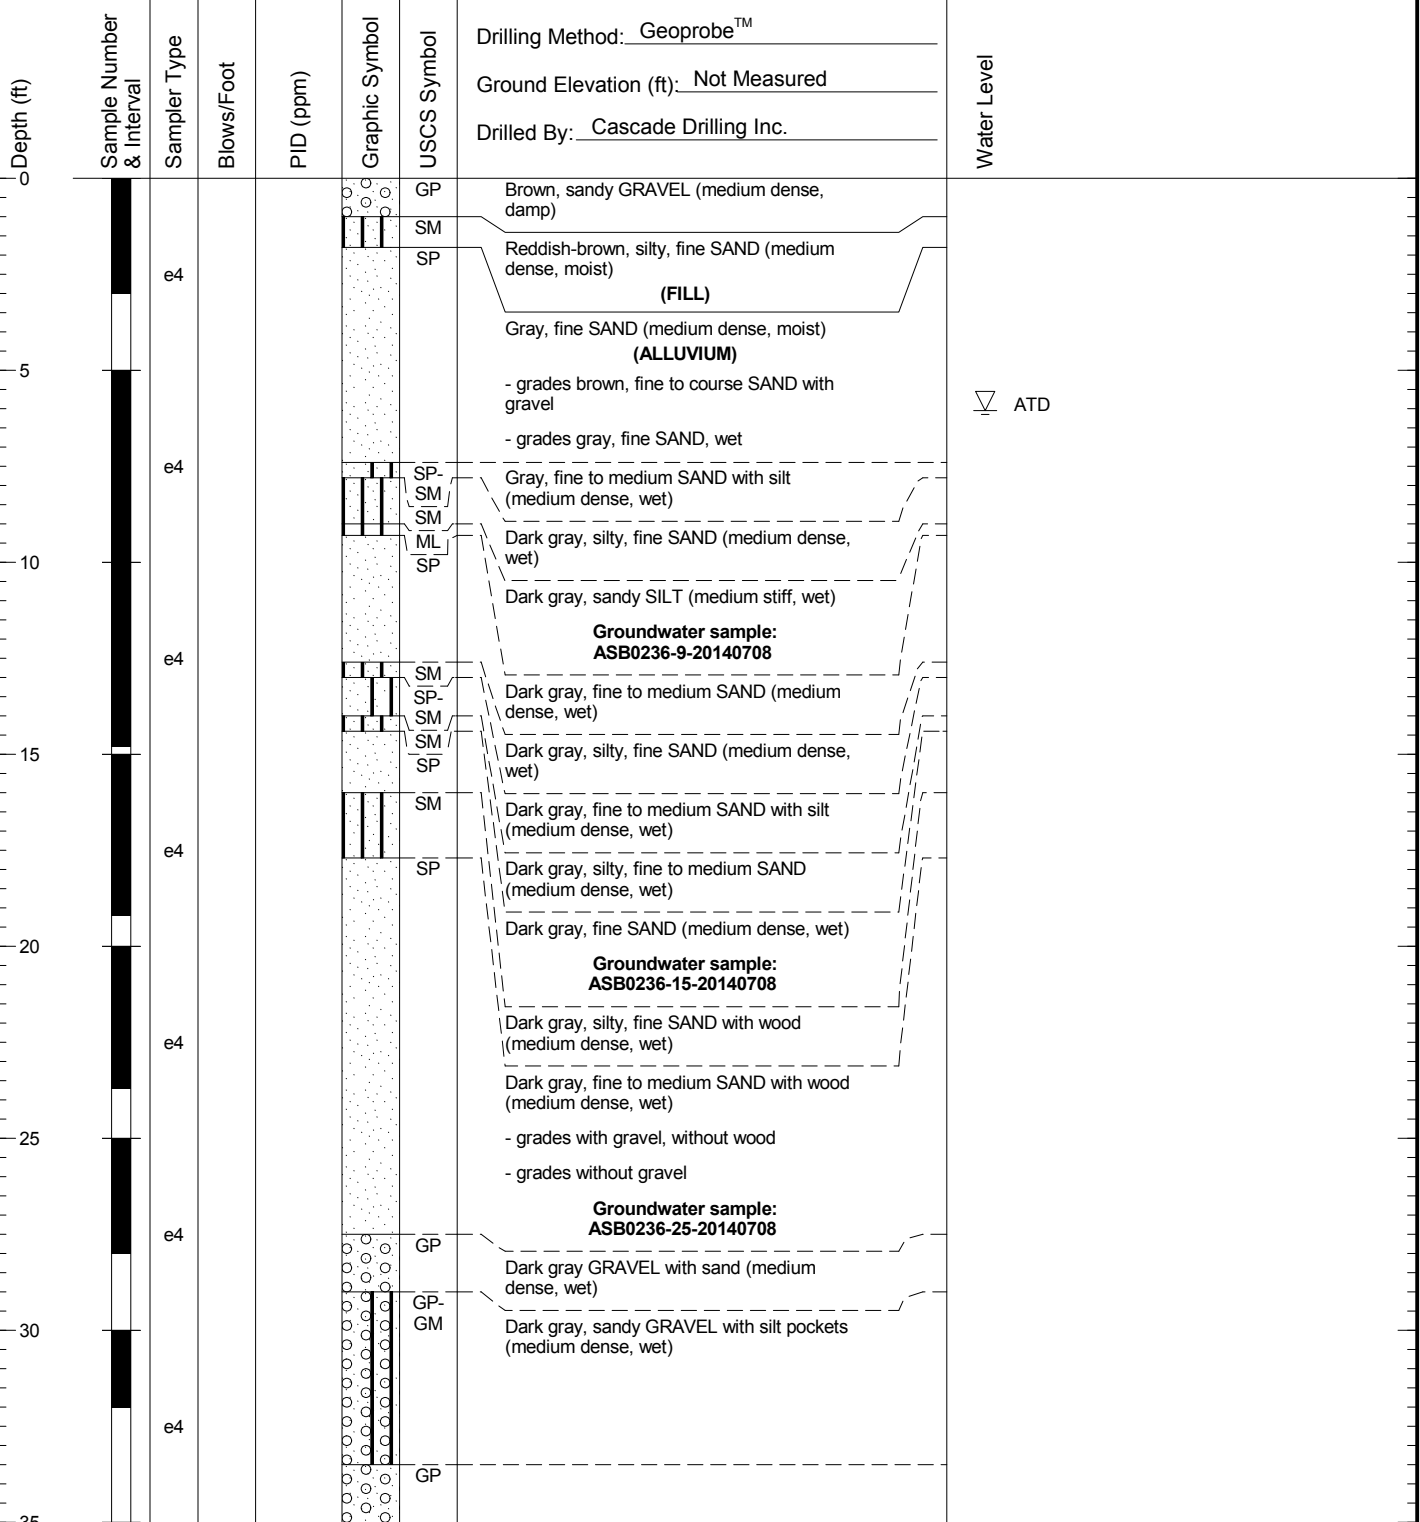 Depth (ft)
Sample Number
& Interval
Sampler Type
Blows/Foot
PID (ppm)
Graphic Symbol
USCS Symbol
Drilling Method: Geoprobe™
Ground Elevation (ft): Not Measured
Drilled By: Cascade Drilling Inc.
Water Level
0
GP
Brown, sandy GRAVEL (medium dense,
damp)
SM
Reddish-brown, silty, fine SAND (medium
dense, moist)
SP
e4
(FILL)
Gray, fine SAND (medium dense, moist)
(ALLUVIUM)
5
- grades brown, fine to course SAND with
gravel
ATD
- grades gray, fine SAND, wet
e4
SP-
SM
Gray, fine to medium SAND with silt
(medium dense, wet)
SM
Dark gray, silty, fine SAND (medium dense,
wet)
ML
10
SP
Dark gray, sandy SILT (medium stiff, wet)
Groundwater sample:
ASB0236-9-20140708
e4
SM
Dark gray, fine to medium SAND (medium
dense, wet)
SP-
SM
SM
Dark gray, silty, fine SAND (medium dense,
wet)
15
SP
SM
Dark gray, fine to medium SAND with silt
(medium dense, wet)
e4
SP
Dark gray, silty, fine to medium SAND
(medium dense, wet)
Dark gray, fine SAND (medium dense, wet)
20
Groundwater sample:
ASB0236-15-20140708
Dark gray, silty, fine SAND with wood
(medium dense, wet)
e4
Dark gray, fine to medium SAND with wood
(medium dense, wet)
25
- grades with gravel, without wood
- grades without gravel
Groundwater sample:
ASB0236-25-20140708
e4
GP
Dark gray GRAVEL with sand (medium
dense, wet)
GP-
GM
30
Dark gray, sandy GRAVEL with silt pockets
(medium dense, wet)
e4
GP
35